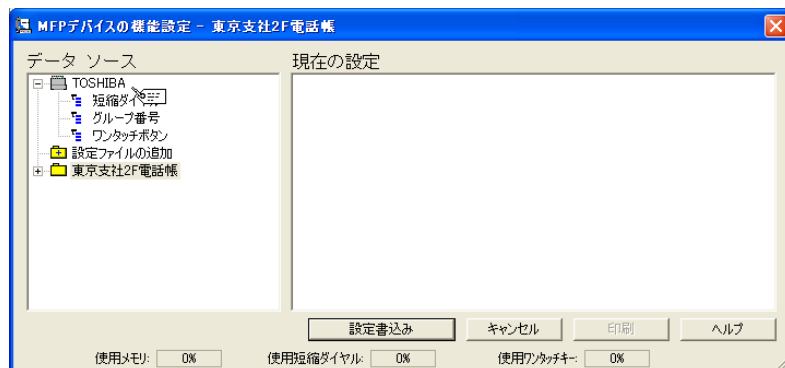 MFPデバイスの機能設定 - 東京支社2F電話帳
データ ソース
現在の設定
TOSHIBA
短縮ダイ
グループ番号
ワンタッチボタン
設定ファイルの追加
東京支社2F電話帳
設定書込み
キャンセル
印刷
ヘルプ
使用メモリ: 0%
使用短縮ダイヤル: 0%
使用ワンタッチキー: 0%